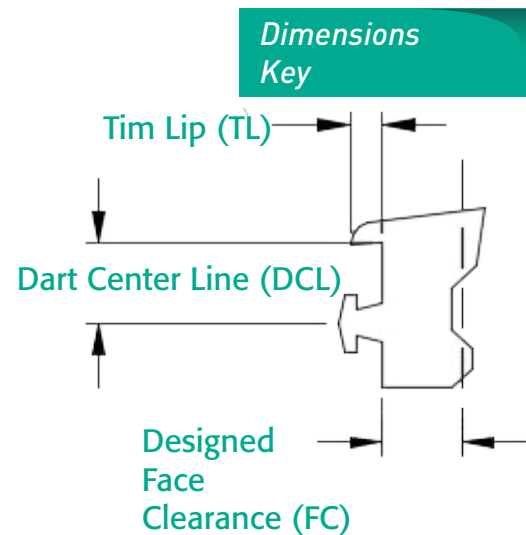 Dimensions
Key
Tim Lip (TL)
Dart Center Line (DCL)
Designed
Face
Clearance (FC)